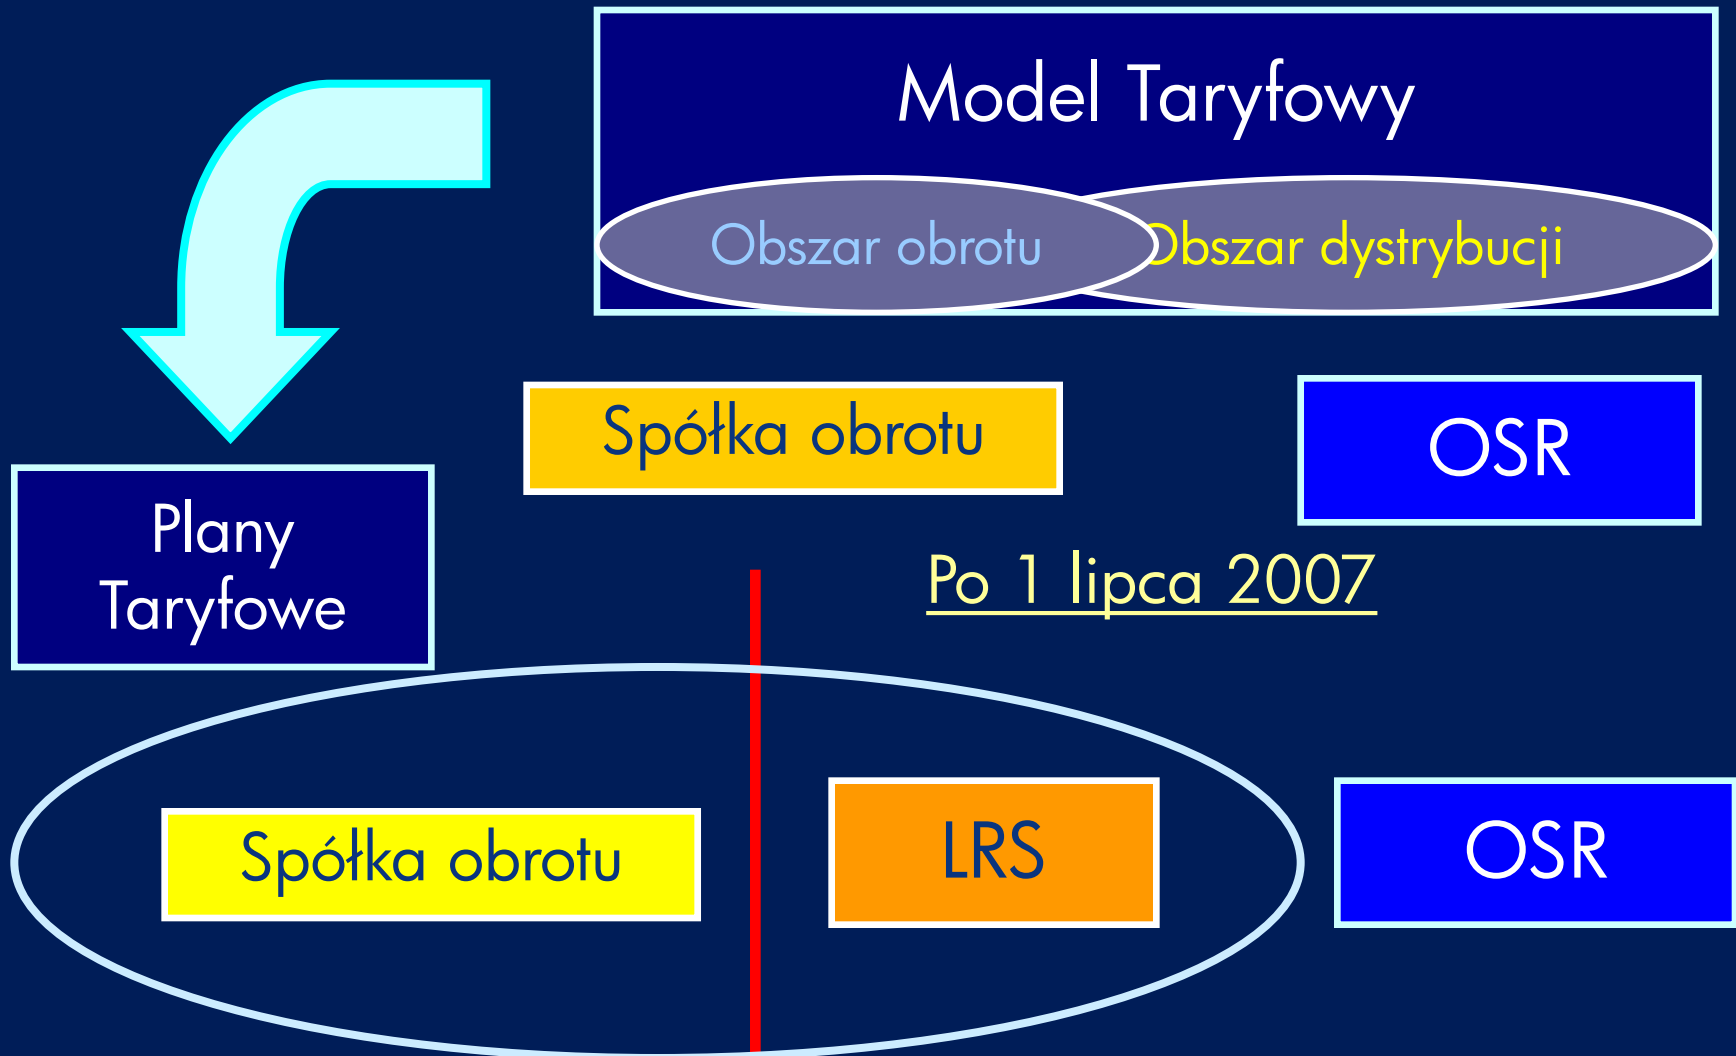 Model Taryfowy
Obszar obrotu
Obszar dystrybucji
Spółka obrotu
OSR
Plany
Taryfowe
Po 1 lipca 2007
Spółka obrotu
LRS
OSR